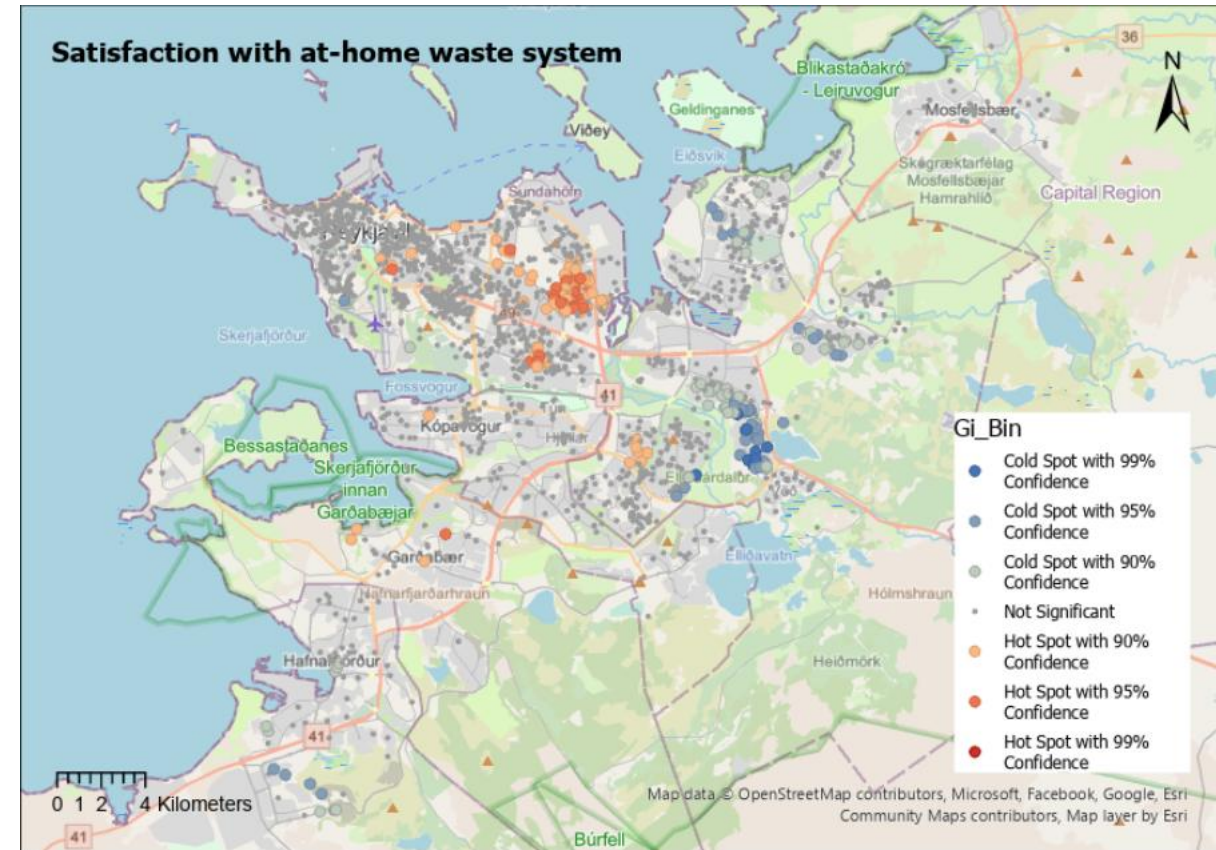 Satisfaction with at-home waste system
36
N
Blikastaðakró
- Leiruvogur
Geldinganes
Mosfellsbær
Viðey
Eiðsvík
Skógræktarfélag
Mosfellsbæjar
Hamrahlíð
Capital Region
Sundahöfn
Skerjafjörður
Fossvogur
41
Kópavogur
Bessastaðanes
Skerjafjörður
innan
Garðabæjar
Garðabær
Elliðavatn
Hafnarfjarðarhraun
Hólmshraun
Hafnarfjörður
Heiðmörk
41
Gi_Bin
Cold Spot with 99%
Confidence
Cold Spot with 95%
Confidence
Cold Spot with 90%
Confidence
Not Significant
Hot Spot with 90%
Confidence
Hot Spot with 95%
Confidence
Hot Spot with 99%
Confidence
0 1 2 4 Kilometers
Map data © OpenStreetMap contributors, Microsoft, Facebook, Google, Esri
Community Maps contributors, Map layer by Esri
41
Búrfell